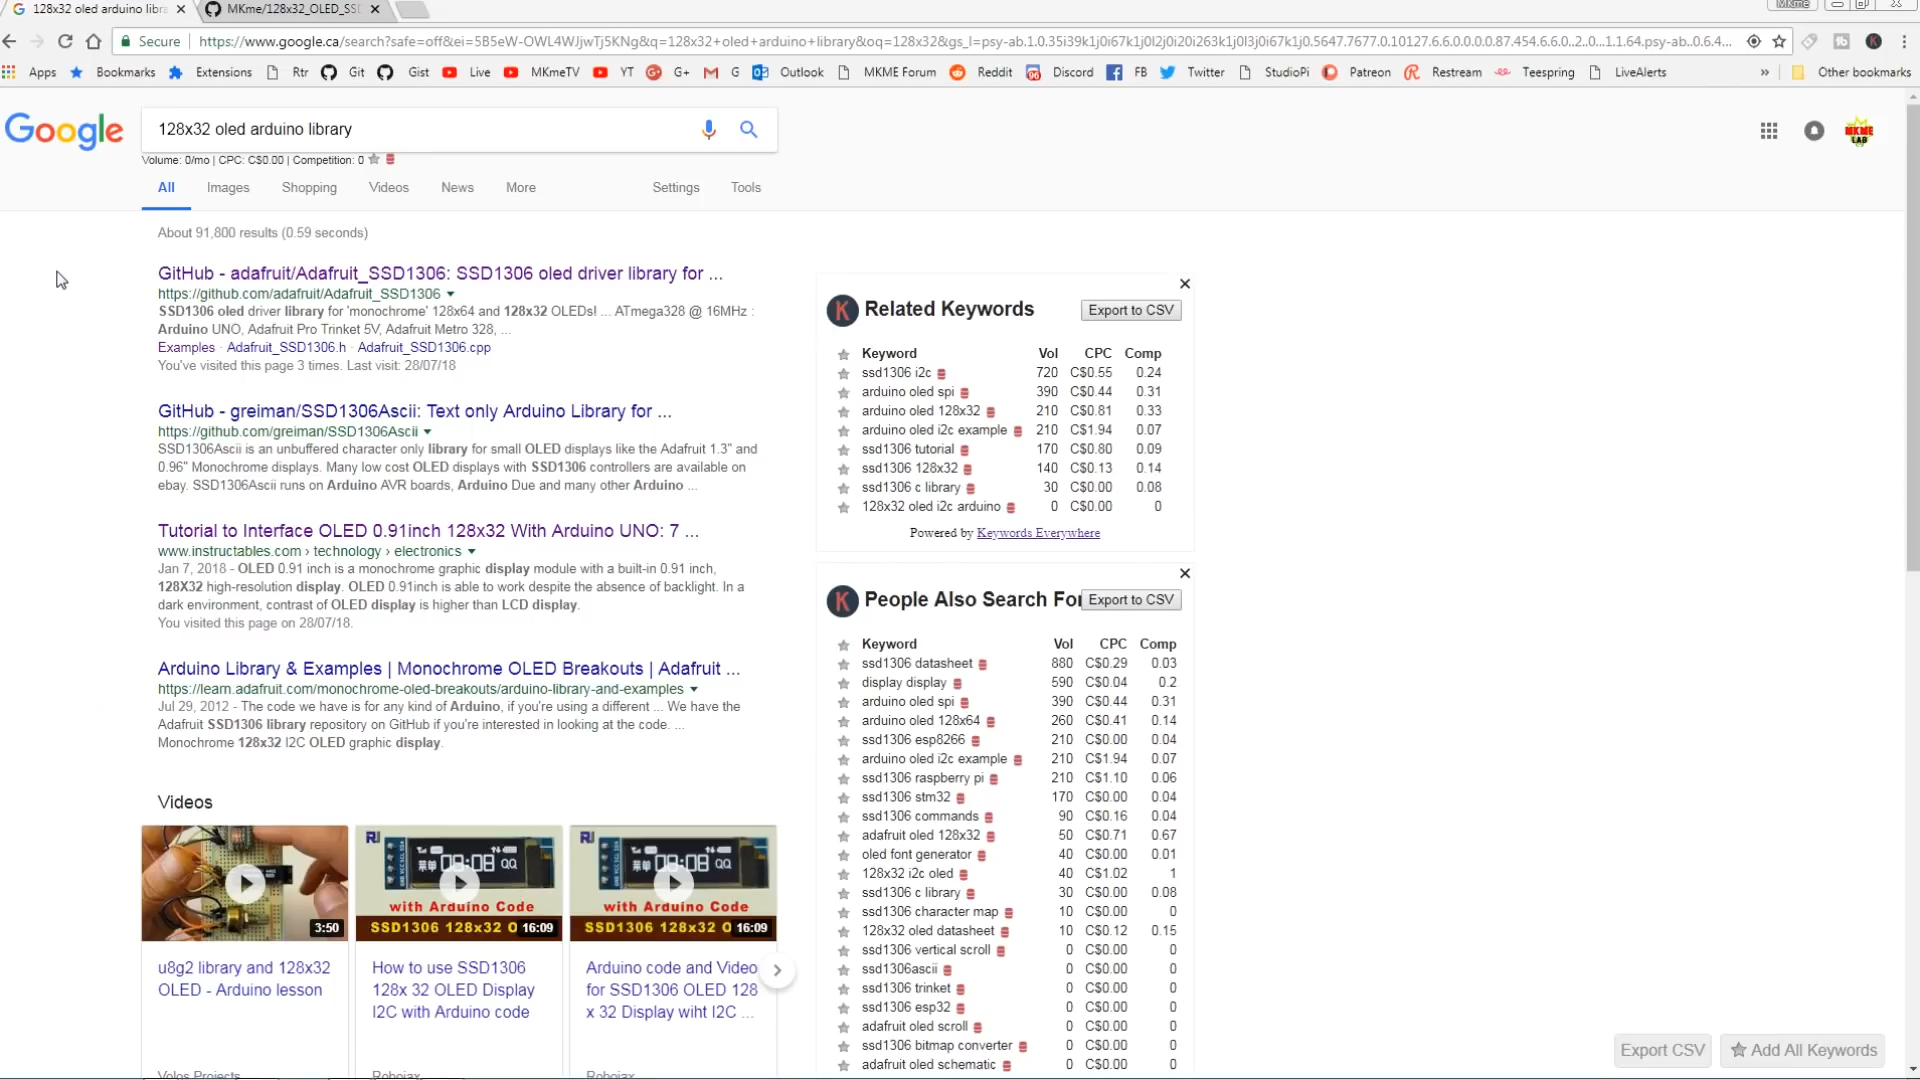 128x32 oled arduino libra
MKme/128x32_OLED_SS
MKme
Secure
https://www.google.ca/search?safe=off&ei=5B5eW-OWL4WJjwTj5KNg&q=128x32+oled+arduino+library&oq=128x32&gs_l=psy-ab.1.0.35i39k1j0i67k1j0l2j0i20i263k1j0l3j0i67k1j0.5647.7677.0.10127.6.6.0.0.0.0.87.454.6.6.0..2..0...1.1.64.psy-ab..0.6.4...
Apps Bookmarks Extensions Rtr Git Gist Live MKmeTV YT G+ G Outlook MKME Forum Reddit Discord FB Twitter StudioPi Patreon Restream Teespring LiveAlerts » Other bookmarks
Google
128x32 oled arduino library
MKME
LAB
Volume: 0/mo | CPC: C$0.00 | Competition: 0
All Images Shopping Videos News More Settings Tools
About 91,800 results (0.59 seconds)
GitHub - adafruit/Adafruit_SSD1306: SSD1306 oled driver library for ...
https://github.com/adafruit/Adafruit_SSD1306
SSD1306 oled driver library for 'monochrome' 128x64 and 128x32 OLEDs! ... ATmega328 @ 16MHz :
Arduino UNO, Adafruit Pro Trinket 5V, Adafruit Metro 328, ...
Examples · Adafruit_SSD1306.h · Adafruit_SSD1306.cpp
You've visited this page 3 times. Last visit: 28/07/18
GitHub - greiman/SSD1306Ascii: Text only Arduino Library for ...
https://github.com/greiman/SSD1306Ascii
SSD1306Ascii is an unbuffered character only library for small OLED displays like the Adafruit 1.3" and
0.96" Monochrome displays. Many low cost OLED displays with SSD1306 controllers are available on
ebay. SSD1306Ascii runs on Arduino AVR boards, Arduino Due and many other Arduino ...
Tutorial to Interface OLED 0.91inch 128x32 With Arduino UNO: 7 ...
www.instructables.com › technology › electronics
Jan 7, 2018 - OLED 0.91 inch is a monochrome graphic display module with a built-in 0.91 inch,
128X32 high-resolution display. OLED 0.91inch is able to work despite the absence of backlight. In a
dark environment, contrast of OLED display is higher than LCD display.
You visited this page on 28/07/18.
Arduino Library & Examples | Monochrome OLED Breakouts | Adafruit ...
https://learn.adafruit.com/monochrome-oled-breakouts/arduino-library-and-examples
Jul 29, 2012 - The code we have is for any kind of Arduino, if you're using a different ... We have the
Adafruit SSD1306 library repository on GitHub if you're interested in looking at the code. ...
Monochrome 128x32 I2C OLED graphic display.
Videos
3:50
RJ
08:08 QQ
with Arduino Code
SSD1306 128x32 O 16:09
RJ
08:08 QQ
with Arduino Code
SSD1306 128x32 O 16:09
u8g2 library and 128x32
OLED - Arduino lesson
How to use SSD1306
128x 32 OLED Display
I2C with Arduino code
Arduino code and Video
for SSD1306 OLED 128
x 32 Display wiht I2C ...
Volos Projects
Robojax
Robojax
K Related Keywords Export to CSV
Keyword Vol CPC Comp
ssd1306 i2c 720 C$0.55 0.24
arduino oled spi 390 C$0.44 0.31
arduino oled 128x32 210 C$0.81 0.33
arduino oled i2c example 210 C$1.94 0.07
ssd1306 tutorial 170 C$0.80 0.09
ssd1306 128x32 140 C$0.13 0.14
ssd1306 c library 30 C$0.00 0.08
128x32 oled i2c arduino 0 C$0.00 0
Powered by Keywords Everywhere
K People Also Search For Export to CSV
Keyword Vol CPC Comp
ssd1306 datasheet 880 C$0.29 0.03
display display 590 C$0.04 0.2
arduino oled spi 390 C$0.44 0.31
arduino oled 128x64 260 C$0.41 0.14
ssd1306 esp8266 210 C$0.00 0.04
arduino oled i2c example 210 C$1.94 0.07
ssd1306 raspberry pi 210 C$1.10 0.06
ssd1306 stm32 170 C$0.00 0.04
ssd1306 commands 90 C$0.16 0.04
adafruit oled 128x32 50 C$0.71 0.67
oled font generator 40 C$0.00 0.01
128x32 i2c oled 40 C$1.02 1
ssd1306 c library 30 C$0.00 0.08
ssd1306 character map 10 C$0.00 0
128x32 oled datasheet 10 C$0.12 0.15
ssd1306 vertical scroll 0 C$0.00 0
ssd1306ascii 0 C$0.00 0
ssd1306 trinket 0 C$0.00 0
ssd1306 esp32 0 C$0.00 0
adafruit oled scroll 0 C$0.00 0
ssd1306 bitmap converter 0 C$0.00 0
adafruit oled schematic 0 C$0.00 0
Export CSV Add All Keywords